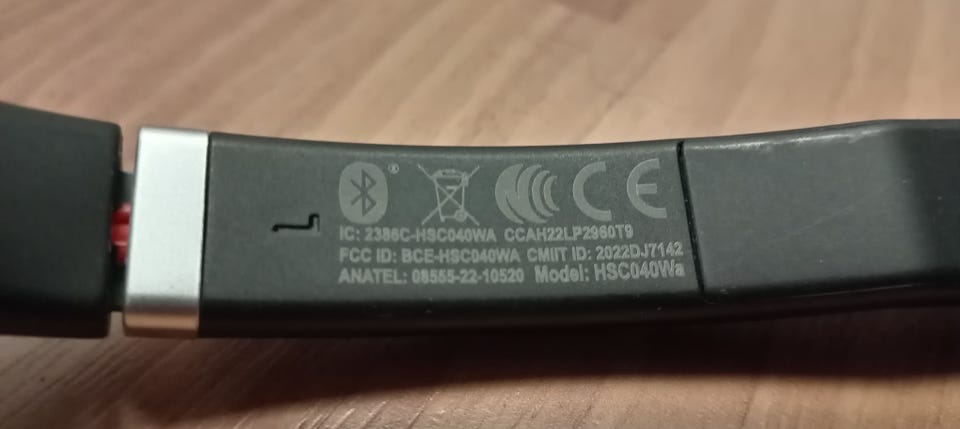 L
IC: 2386C-HSC040WA CCAH22LP2960T9
FCC ID: BCE-HSC040WA CMIIT ID: 2022DJ7142
ANATEL: 08555-22-10520 Model: HSC040Wa